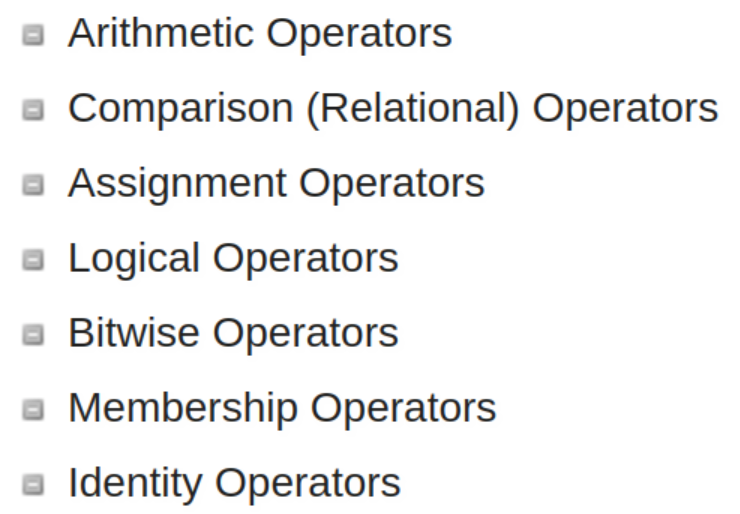 Arithmetic Operators
Comparison (Relational) Operators
Assignment Operators
Logical Operators
Bitwise Operators
Membership Operators
Identity Operators